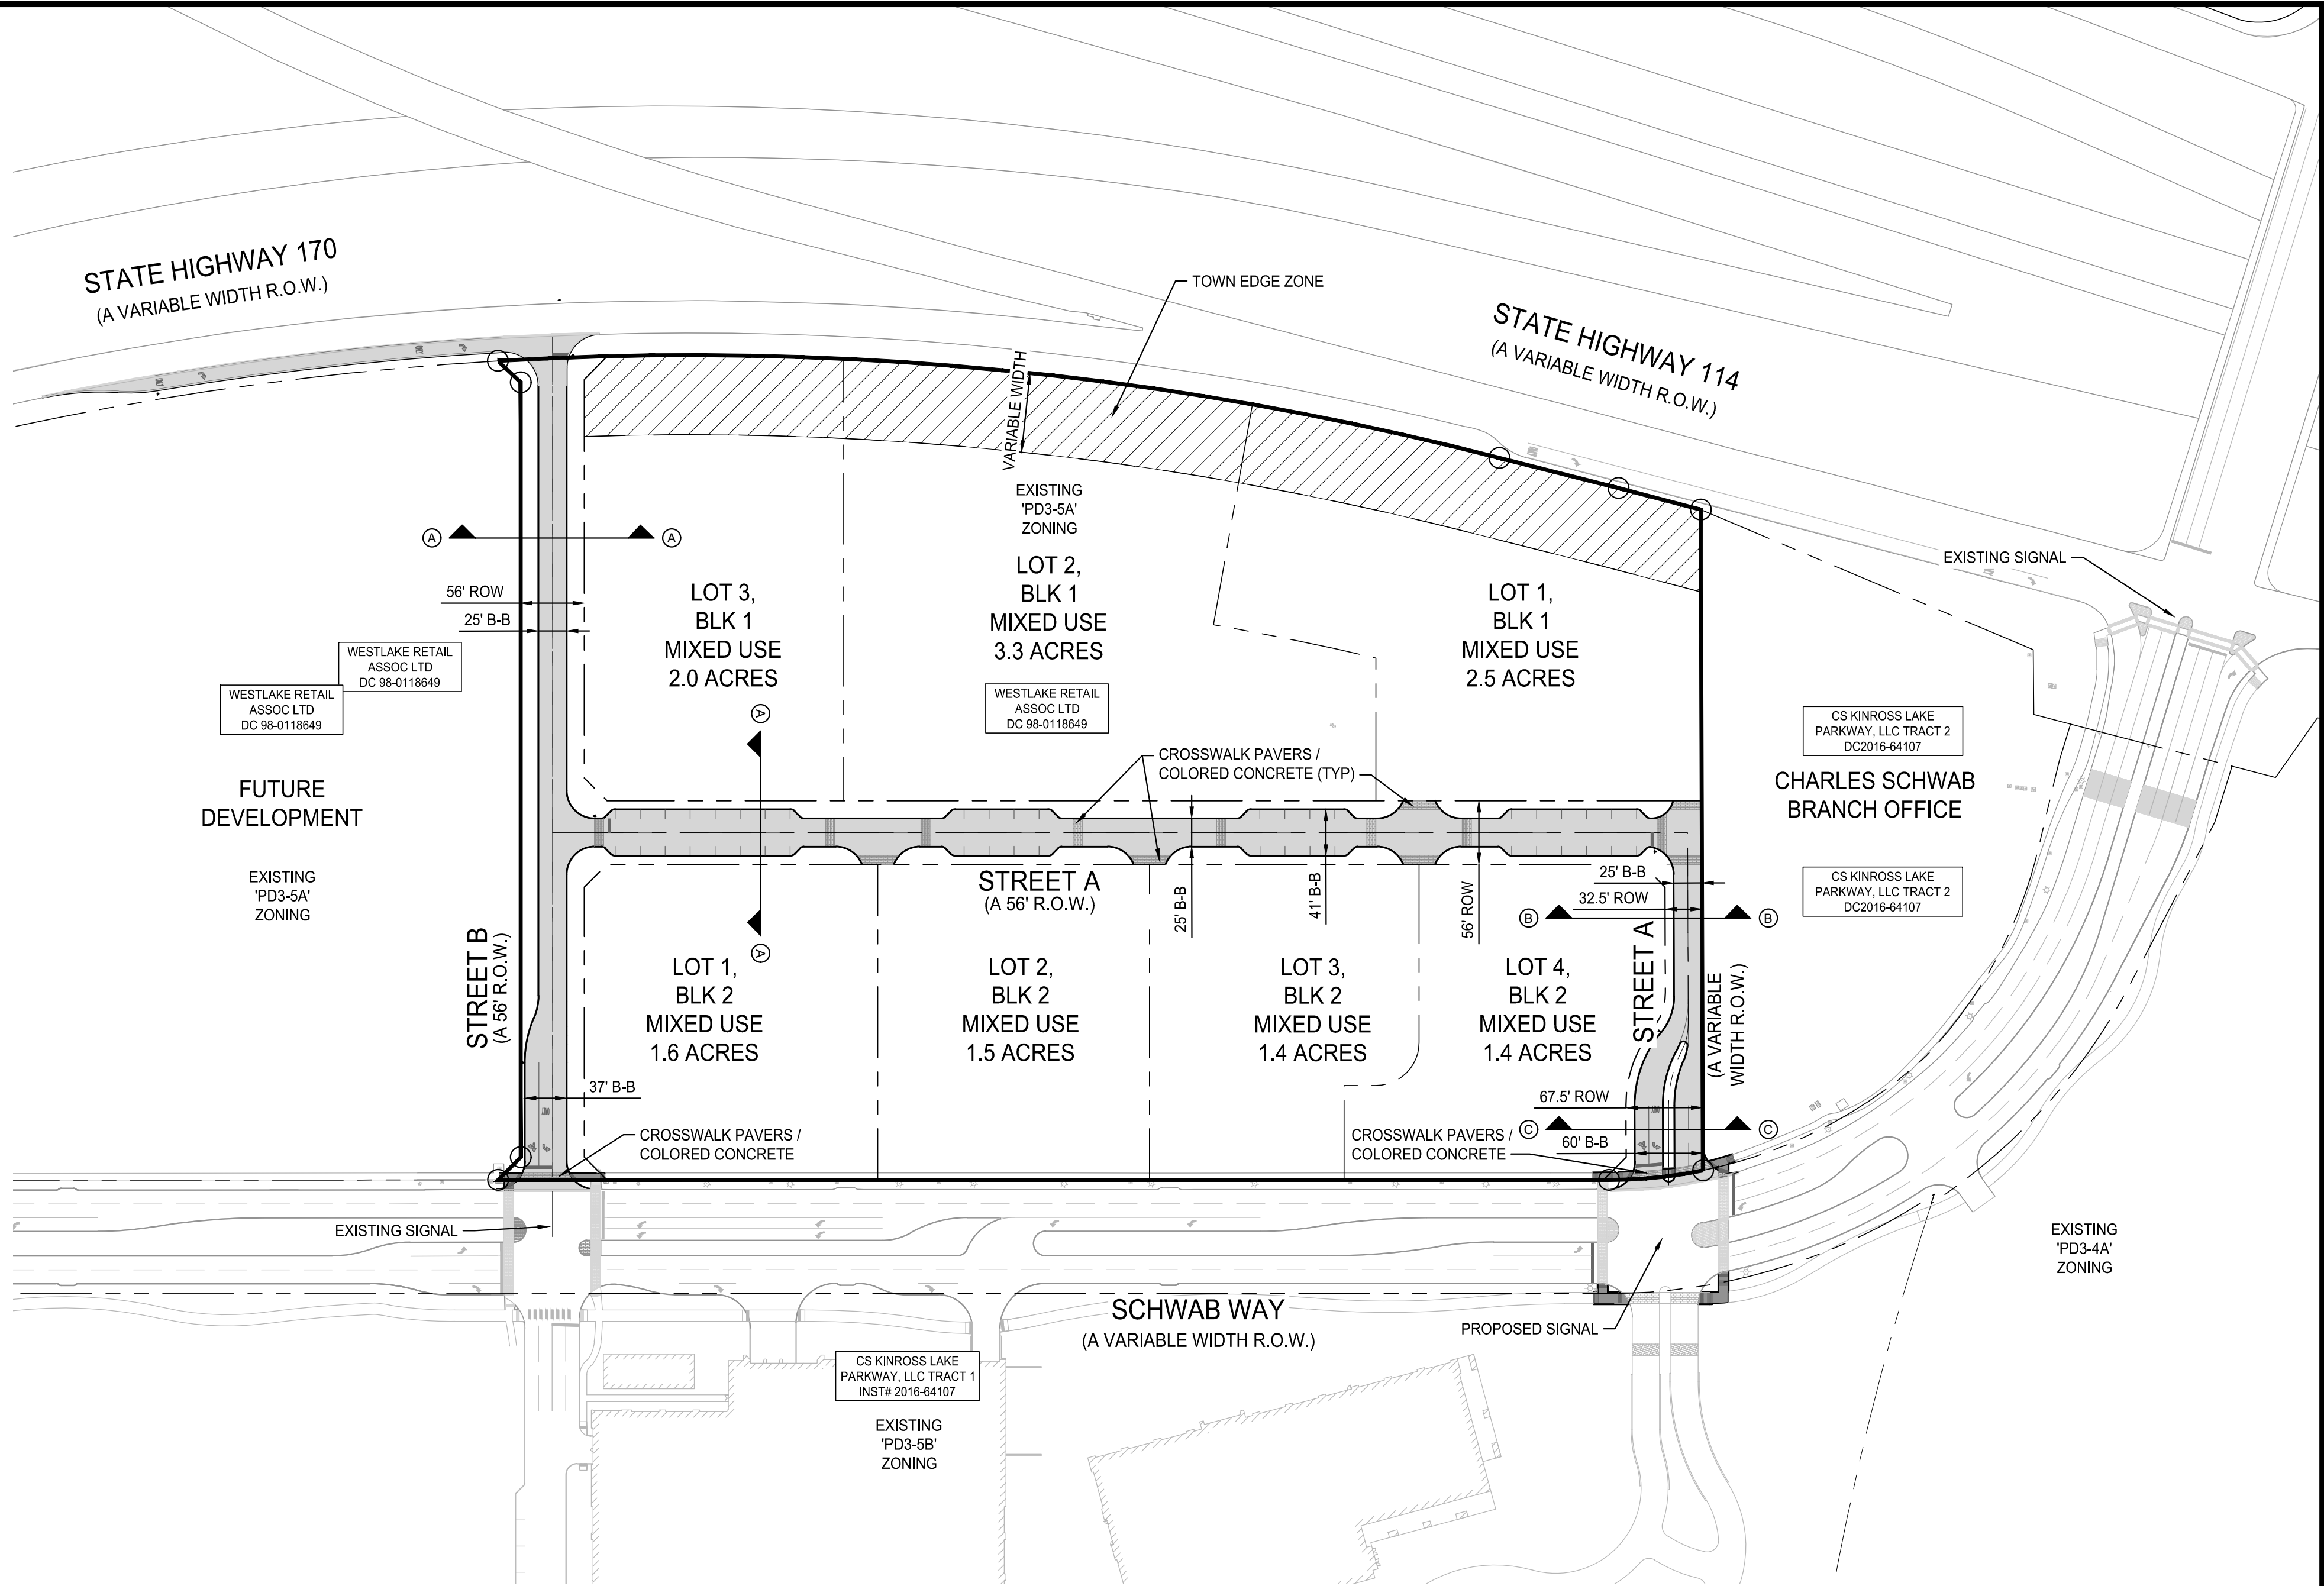 STATE HIGHWAY 170
(A VARIABLE WIDTH R.O.W.)
TOWN EDGE ZONE
STATE HIGHWAY 114
(A VARIABLE WIDTH R.O.W.)
VARIABLE WIDTH
EXISTING
'PD3-5A'
ZONING
A
A
EXISTING SIGNAL
LOT 3,
BLK 1
MIXED USE
2.0 ACRES
LOT 2,
BLK 1
MIXED USE
3.3 ACRES
LOT 1,
BLK 1
MIXED USE
2.5 ACRES
56' ROW
25' B-B
WESTLAKE RETAIL
ASSOC LTD
DC 98-0118649
WESTLAKE RETAIL
ASSOC LTD
DC 98-0118649
WESTLAKE RETAIL
ASSOC LTD
DC 98-0118649
CS KINROSS LAKE
PARKWAY, LLC TRACT 2
DC2016-64107
A
CROSSWALK PAVERS /
COLORED CONCRETE (TYP)
FUTURE
DEVELOPMENT
CHARLES SCHWAB
BRANCH OFFICE
EXISTING
'PD3-5A'
ZONING
STREET A
(A 56' R.O.W.)
25' B-B
41' B-B
56' ROW
25' B-B
32.5' ROW
CS KINROSS LAKE
PARKWAY, LLC TRACT 2
DC2016-64107
B
B
A
STREET B
(A 56' R.O.W.)
LOT 1,
BLK 2
MIXED USE
1.6 ACRES
LOT 2,
BLK 2
MIXED USE
1.5 ACRES
LOT 3,
BLK 2
MIXED USE
1.4 ACRES
LOT 4,
BLK 2
MIXED USE
1.4 ACRES
STREET A
(A VARIABLE
WIDTH R.O.W.)
37' B-B
67.5' ROW
C
C
60' B-B
CROSSWALK PAVERS /
COLORED CONCRETE
CROSSWALK PAVERS /
COLORED CONCRETE
EXISTING SIGNAL
EXISTING
'PD3-4A'
ZONING
SCHWAB WAY
(A VARIABLE WIDTH R.O.W.)
PROPOSED SIGNAL
CS KINROSS LAKE
PARKWAY, LLC TRACT 1
INST# 2016-64107
EXISTING
'PD3-5B'
ZONING